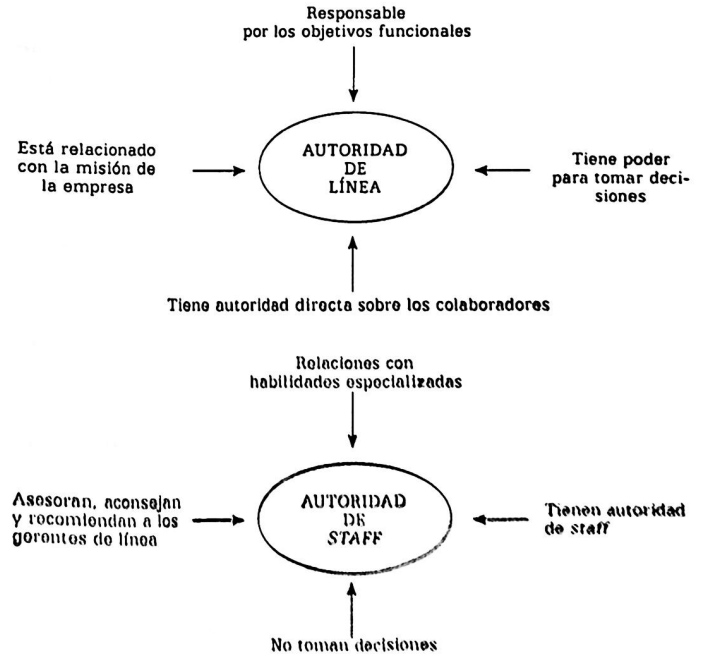 Responsable
por los objetivos funcionales
Está relacionado
con la misión de
la empresa
AUTORIDAD
DE
LÍNEA
Tiene poder
para tomar deci-
siones
Tiene autoridad directa sobre los colaboradores
Relaciones con
habilidades especializadas
Asesoran, aconsejan
y recomiendan a los
gerentes de línea
AUTORIDAD
DE
STAFF
Tienen autoridad
de staff
No toman decisiones